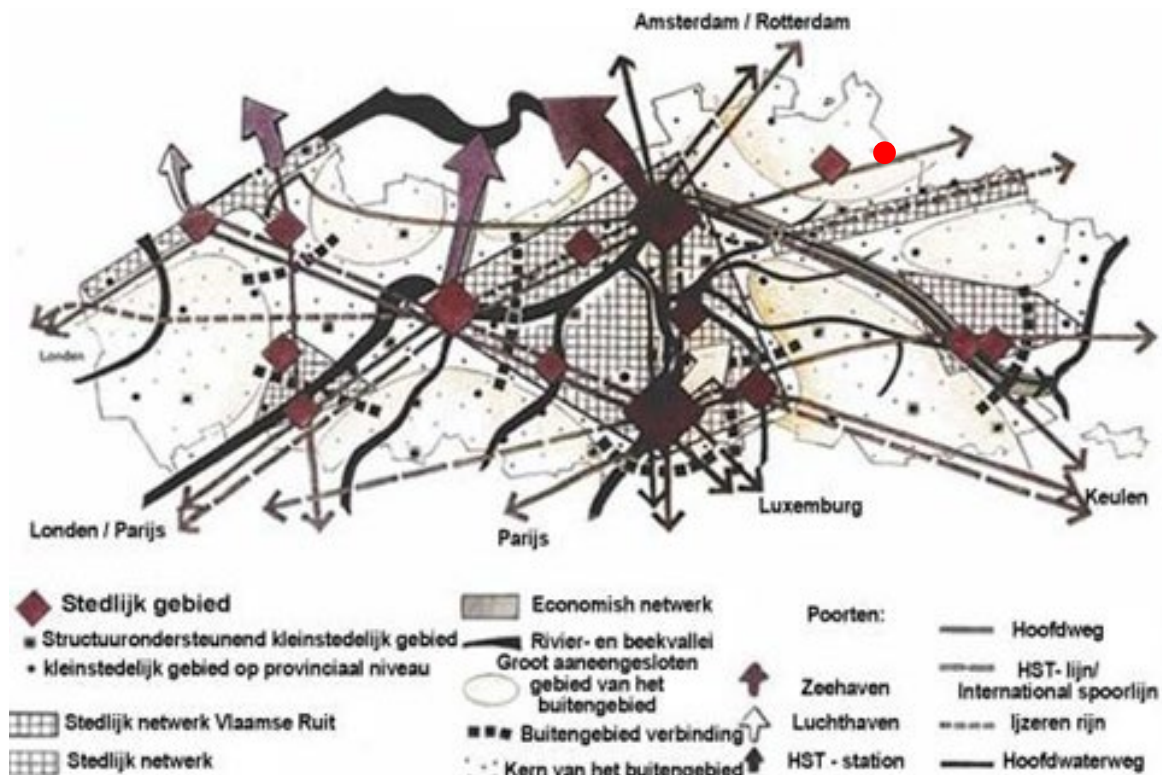 Amsterdam / Rotterdam
Londen
Londen / Parijs
Parijs
Luxemburg
Keulen
Stedlijk gebied
Structuurondersteunend kleinstedelijk gebied
kleinstedelijk gebied op provinciaal niveau
Stedlijk netwerk Vlaamse Ruit
Stedlijk netwerk
Economish netwerk
Rivier- en beekvallei
Groot aaneengesloten
gebied van het
buitengebied
Buitengebied verbinding
Kern van het buitengebied
Poorten:
Zeehaven
Luchthaven
HST - station
Hoofdweg
HST- lijn/
International spoorlijn
Ijzeren rijn
Hoofdwaterweg